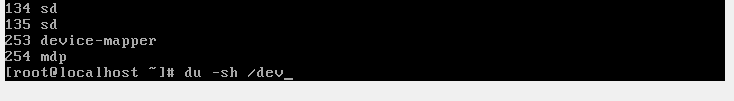 134 sd
135 sd
253 device-mapper
254 mdp
[root@localhost ~]# du -sh /dev_